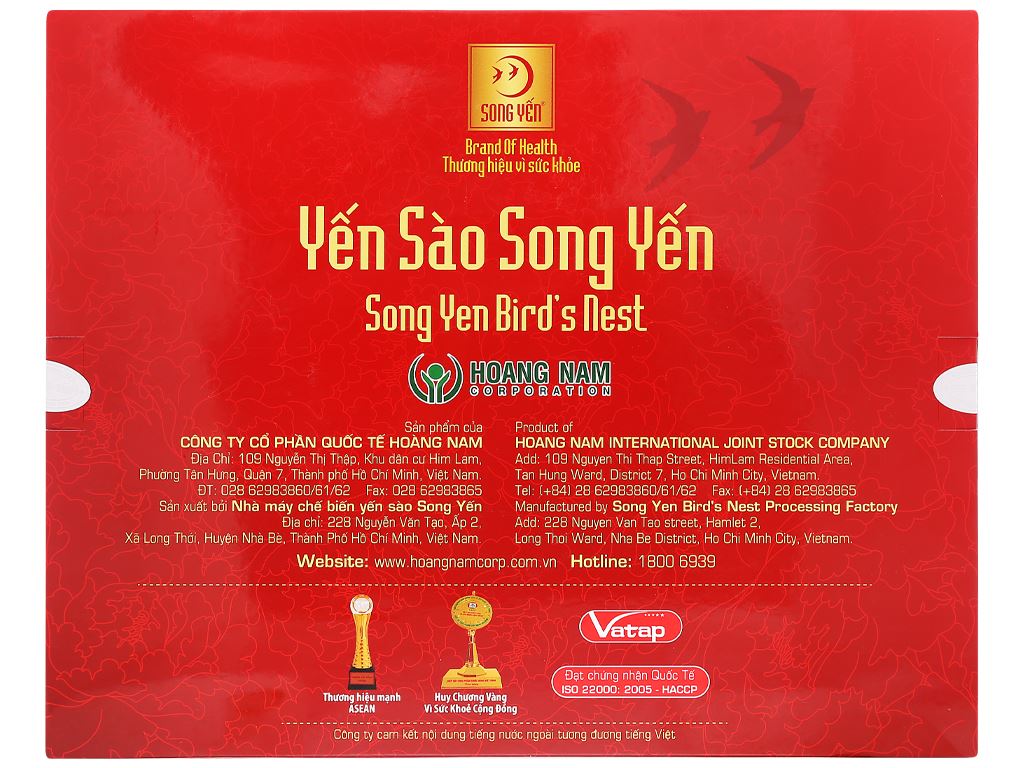 SONG YẾN®
Brand Of Health
Thương hiệu vì sức khỏe
Yến Sào Song Yến
Song Yen Bird's Nest
HOANG NAM
CORPORATION
Sản phẩm của
CÔNG TY CỔ PHẦN QUỐC TẾ HOÀNG NAM
Địa Chỉ: 109 Nguyễn Thị Thập, Khu dân cư Him Lam,
Phường Tân Hưng, Quận 7, Thành phố Hồ Chí Minh, Việt Nam.
ĐT: 028 62983860/61/62 Fax: 028 62983865
Sản xuất bởi Nhà máy chế biến yến sào Song Yến
Địa chỉ: 228 Nguyễn Văn Tạo, Ấp 2,
Xã Long Thới, Huyện Nhà Bè, Thành Phố Hồ Chí Minh, Việt Nam.
Product of
HOANG NAM INTERNATIONAL JOINT STOCK COMPANY
Add: 109 Nguyen Thi Thap Street, HimLam Residential Area,
Tan Hung Ward, District 7, Ho Chi Minh City, Vietnam.
Tel: (+84) 28 62983860/61/62 Fax: (+84) 28 62983865
Manufactured by Song Yen Bird's Nest Processing Factory
Add: 228 Nguyen Van Tao street, Hamlet 2,
Long Thoi Ward, Nha Be District, Ho Chi Minh City, Vietnam.
Website: www.hoangnamcorp.com.vn Hotline: 1800 6939
Thương hiệu mạnh
ASEAN
Huy Chương Vàng
Vì Sức Khoẻ Cộng Đồng
Vatap
Đạt chứng nhận Quốc Tế
ISO 22000: 2005 - HACCP
Công ty cam kết nội dung tiếng nước ngoài tương đương tiếng Việt